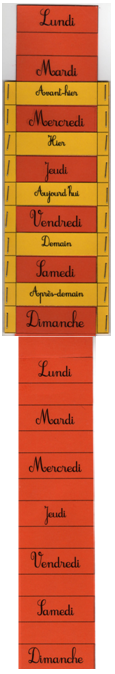 Lundi
Mardi
Avant-hier
Mercredi
Hier
Jeudi
Aujourd'hui
Vendredi
Demain
Samedi
Après-demain
Dimanche
Lundi
Mardi
Mercredi
Jeudi
Vendredi
Samedi
Dimanche